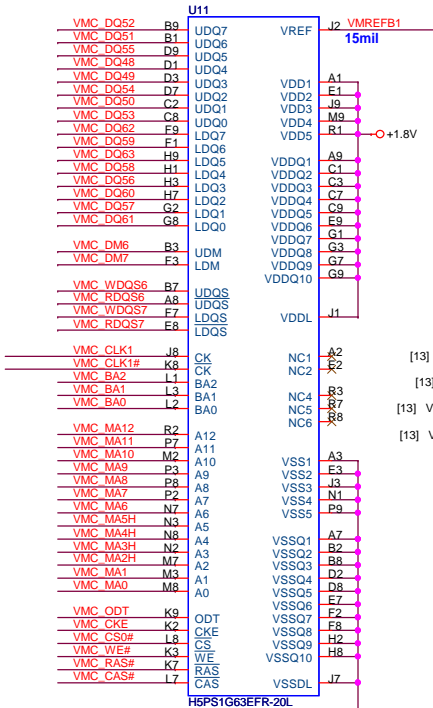 U11
VMC_DQ52 B9 UDQ7 VREF J2 VMREFB1
VMC_DQ51 B1 UDQ6 15mil
VMC_DQ55 D9 UDQ5
VMC_DQ48 D1 UDQ4
VMC_DQ49 D3 UDQ3 VDD1 A1
VMC_DQ54 D7 UDQ2 VDD2 E1
VMC_DQ50 C2 UDQ1 VDD3 J9
VMC_DQ53 C8 UDQ0 VDD4 M9
VMC_DQ62 F9 LDQ7 VDD5 R1 +1.8V
VMC_DQ59 F1 LDQ6
VMC_DQ63 H9 LDQ5 VDDQ1 A9
VMC_DQ58 H1 LDQ4 VDDQ2 C1
VMC_DQ56 H3 LDQ3 VDDQ3 C3
VMC_DQ60 H7 LDQ2 VDDQ4 C7
VMC_DQ57 G2 LDQ1 VDDQ5 C9
VMC_DQ61 G8 LDQ0 VDDQ6 E9
VDDQ7 G1
VMC_DM6 B3 UDM VDDQ8 G3
VMC_DM7 F3 LDM VDDQ9 G7
VDDQ10 G9
VMC_WDQS6 B7 UDQS
VMC_RDQS6 A8 UDQS
VMC_WDQS7 F7 LDQS VDDL J1
VMC_RDQS7 E8 LDQS
VMC_CLK1 J8 CK NC1 A2 [13]
VMC_CLK1# K8 CK NC2 E2
VMC_BA2 L1 BA2 [13]
VMC_BA1 L3 BA1 NC4 R3
VMC_BA0 L2 BA0 NC5 R7 [13] V
NC6 R8
VMC_MA12 R2 A12 [13] V
VMC_MA11 P7 A11
VMC_MA10 M2 A10 VSS1 A3
VMC_MA9 P3 A9 VSS2 E3
VMC_MA8 P8 A8 VSS3 J3
VMC_MA7 P2 A7 VSS4 N1
VMC_MA6 N7 A6 VSS5 P9
VMC_MA5H N3 A5
VMC_MA4H N8 A4 VSSQ1 A7
VMC_MA3H N2 A3 VSSQ2 B2
VMC_MA2H M7 A2 VSSQ3 B8
VMC_MA1 M3 A1 VSSQ4 D2
VMC_MA0 M8 A0 VSSQ5 D8
VSSQ6 E7
VMC_ODT K9 ODT VSSQ7 F2
VMC_CKE K2 CKE VSSQ8 F8
VMC_CS0# L8 CS VSSQ9 H2
VMC_WE# K3 WE VSSQ10 H8
VMC_RAS# K7 RAS
VMC_CAS# L7 CAS VSSDL J7
H5PS1G63EFR-20L